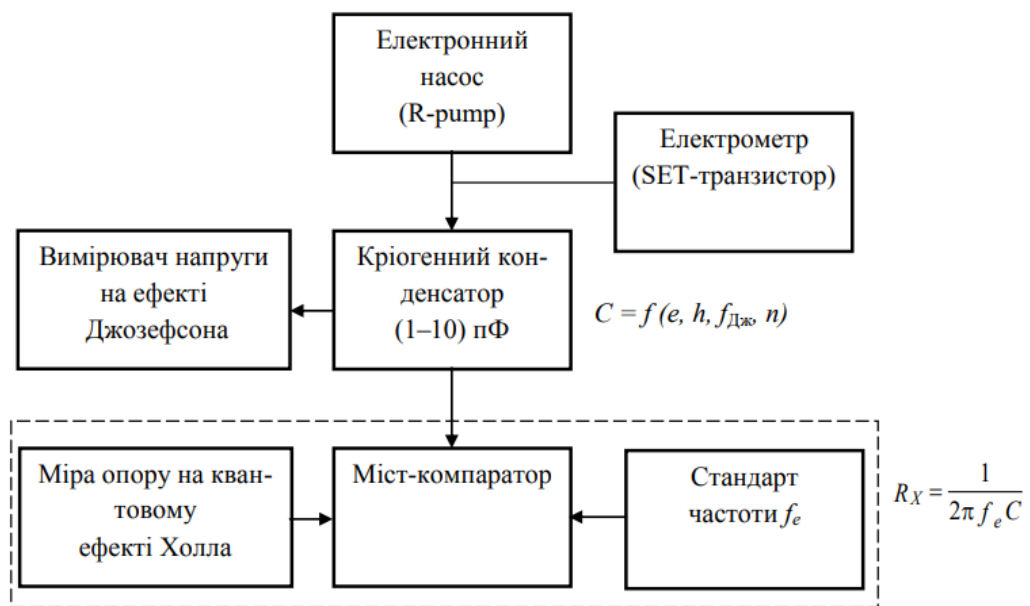 Електронний
насос
(R-pump)
Електрометр
(SET-транзистор)
Вимірювач напруги
на ефекті
Джозефсона
Кріогенний кон-
денсатор
(1–10) пФ
C = f (e, h, fДж, n)
Міра опору на кван-
товому
ефекті Холла
Міст-компаратор
Стандарт
частоти fe
RX = 1 / 2π fe C